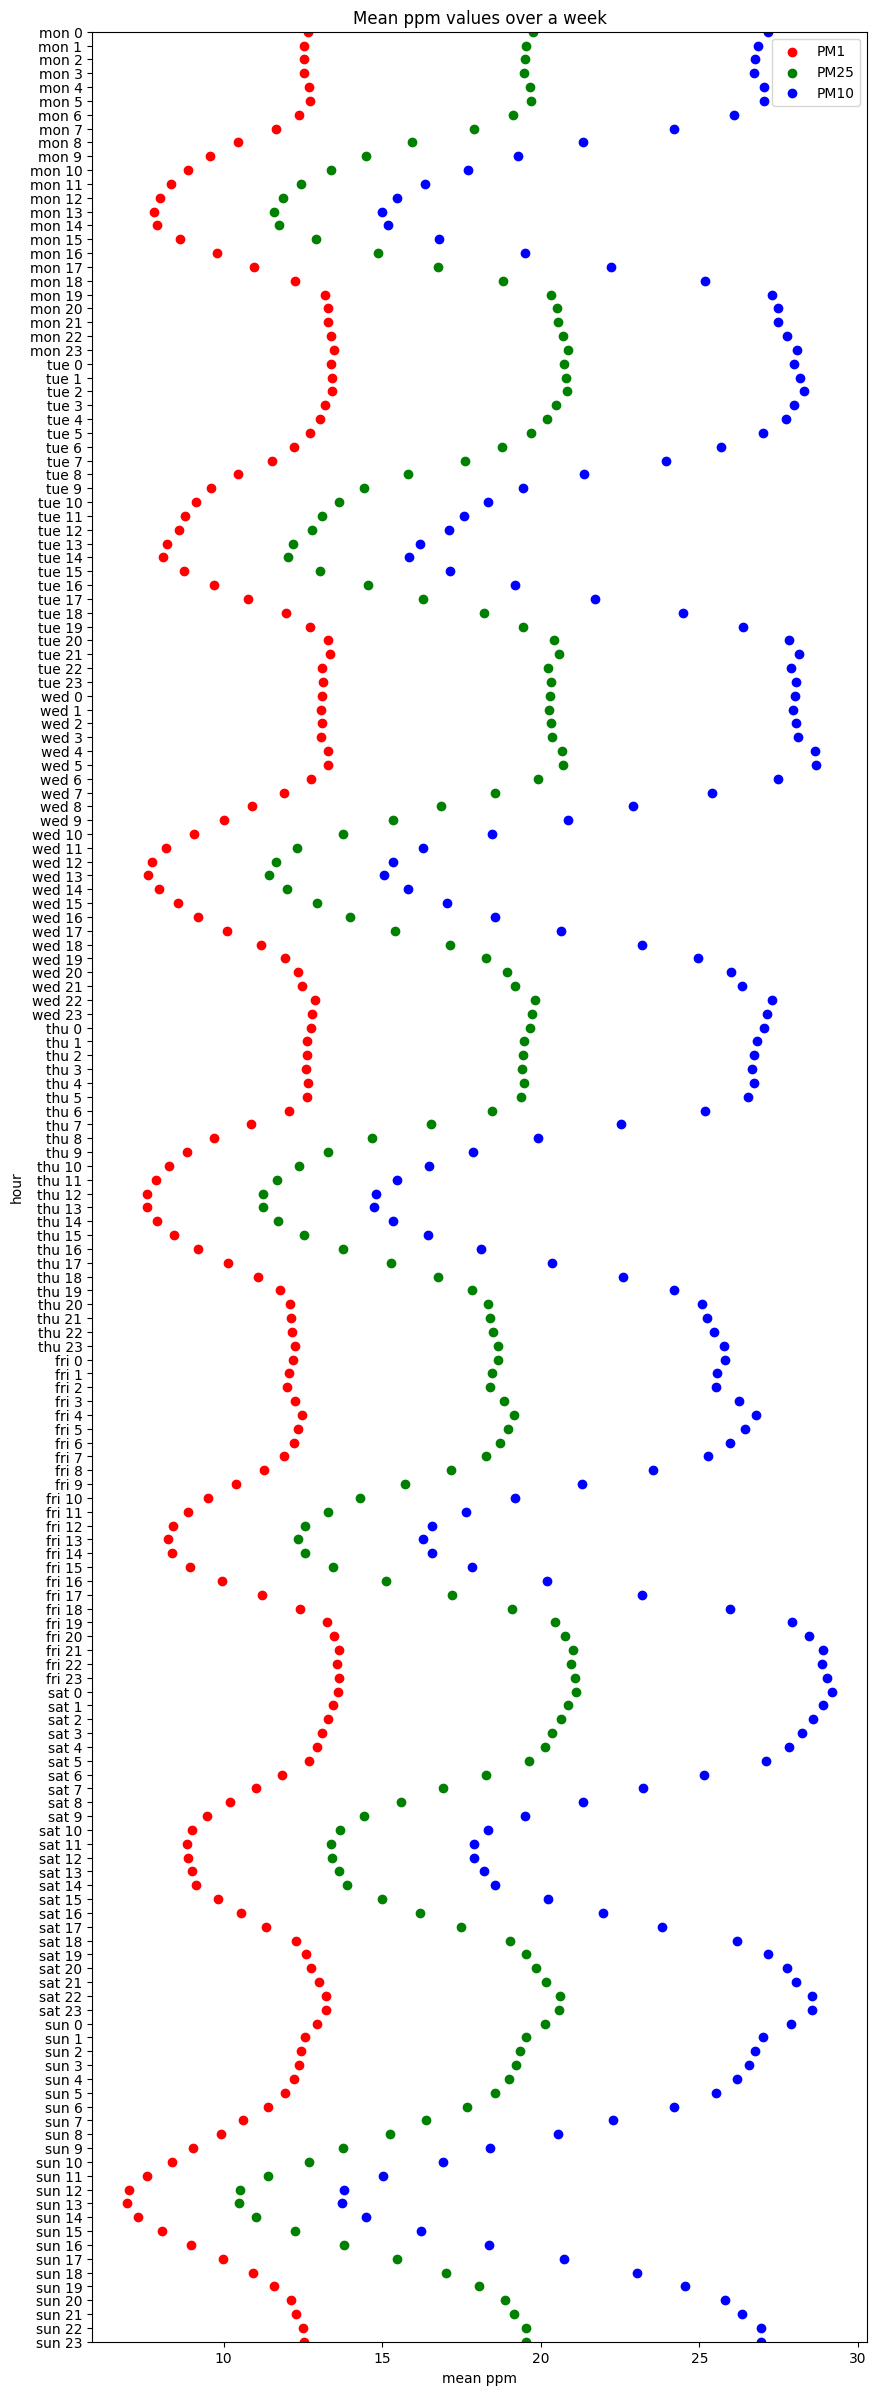 Mean ppm values over a week
PM1
PM25
PM10
mon 0
mon 1
mon 2
mon 3
mon 4
mon 5
mon 6
mon 7
mon 8
mon 9
mon 10
mon 11
mon 12
mon 13
mon 14
mon 15
mon 16
mon 17
mon 18
mon 19
mon 20
mon 21
mon 22
mon 23
tue 0
tue 1
tue 2
tue 3
tue 4
tue 5
tue 6
tue 7
tue 8
tue 9
tue 10
tue 11
tue 12
tue 13
tue 14
tue 15
tue 16
tue 17
tue 18
tue 19
tue 20
tue 21
tue 22
tue 23
wed 0
wed 1
wed 2
wed 3
wed 4
wed 5
wed 6
wed 7
wed 8
wed 9
wed 10
wed 11
wed 12
wed 13
wed 14
wed 15
wed 16
wed 17
wed 18
wed 19
wed 20
wed 21
wed 22
wed 23
thu 0
thu 1
thu 2
thu 3
thu 4
thu 5
thu 6
thu 7
thu 8
thu 9
thu 10
thu 11
thu 12
thu 13
thu 14
thu 15
thu 16
thu 17
thu 18
thu 19
thu 20
thu 21
thu 22
thu 23
fri 0
fri 1
fri 2
fri 3
fri 4
fri 5
fri 6
fri 7
fri 8
fri 9
fri 10
fri 11
fri 12
fri 13
fri 14
fri 15
fri 16
fri 17
fri 18
fri 19
fri 20
fri 21
fri 22
fri 23
sat 0
sat 1
sat 2
sat 3
sat 4
sat 5
sat 6
sat 7
sat 8
sat 9
sat 10
sat 11
sat 12
sat 13
sat 14
sat 15
sat 16
sat 17
sat 18
sat 19
sat 20
sat 21
sat 22
sat 23
sun 0
sun 1
sun 2
sun 3
sun 4
sun 5
sun 6
sun 7
sun 8
sun 9
sun 10
sun 11
sun 12
sun 13
sun 14
sun 15
sun 16
sun 17
sun 18
sun 19
sun 20
sun 21
sun 22
sun 23
hour
10 15 20 25 30
mean ppm